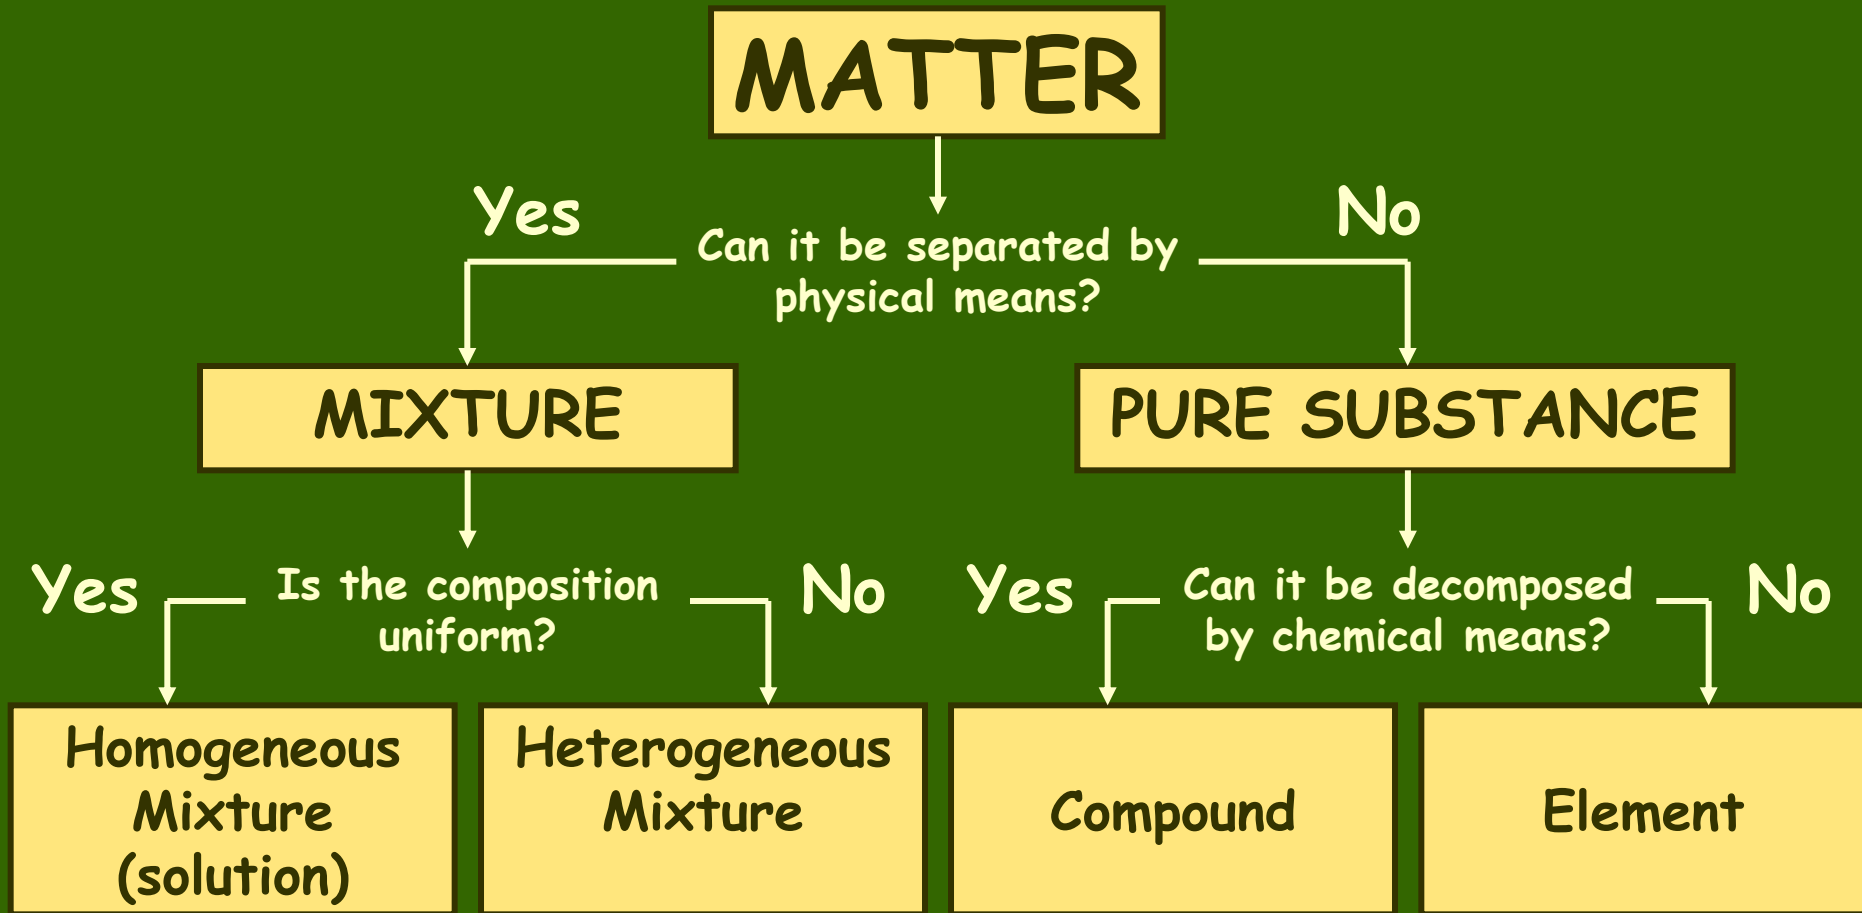 MATTER
Yes
No
Can it be separated by
physical means?
MIXTURE
PURE SUBSTANCE
Yes
Is the composition
uniform?
No
Yes
Can it be decomposed
by chemical means?
No
Homogeneous
Mixture
(solution)
Heterogeneous
Mixture
Compound
Element